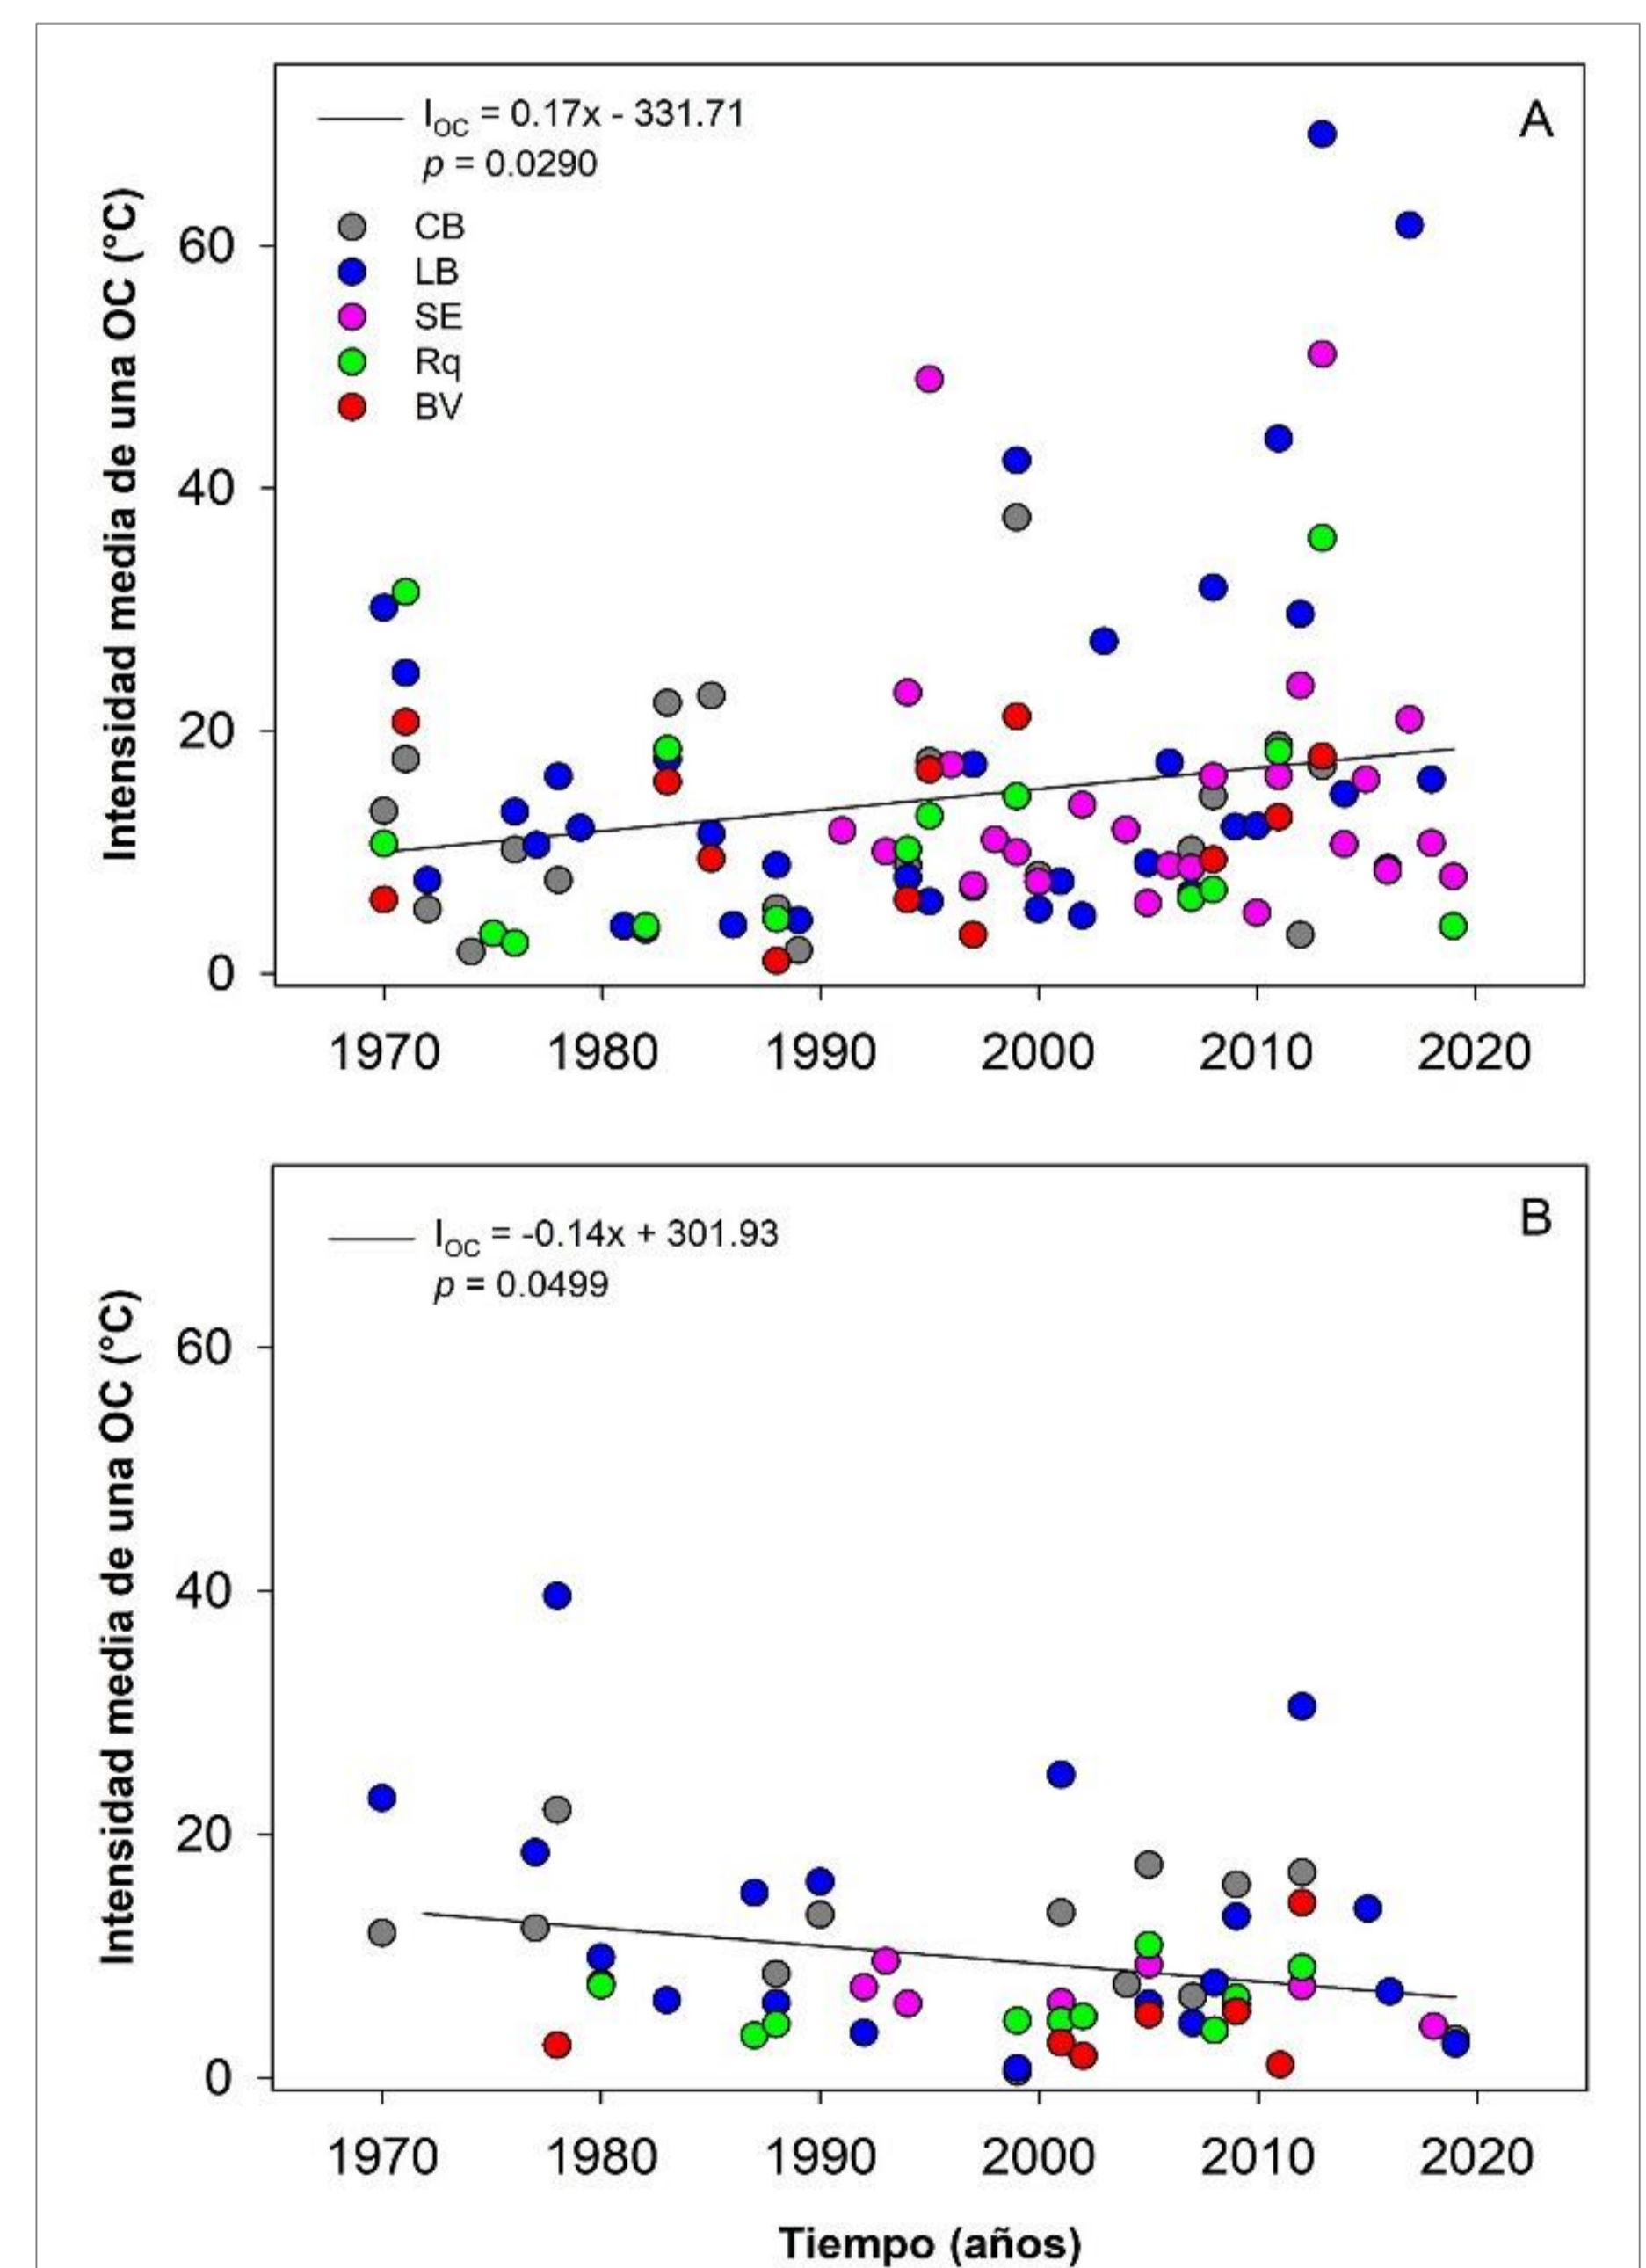 A
I_OC = 0.17x - 331.71
p = 0.0290
CB
LB
SE
Rq
BV
Intensidad media de una OC (°C)
60
40
20
0
1970 1980 1990 2000 2010 2020
B
I_OC = -0.14x + 301.93
p = 0.0499
Intensidad media de una OC (°C)
60
40
20
0
1970 1980 1990 2000 2010 2020
Tiempo (años)